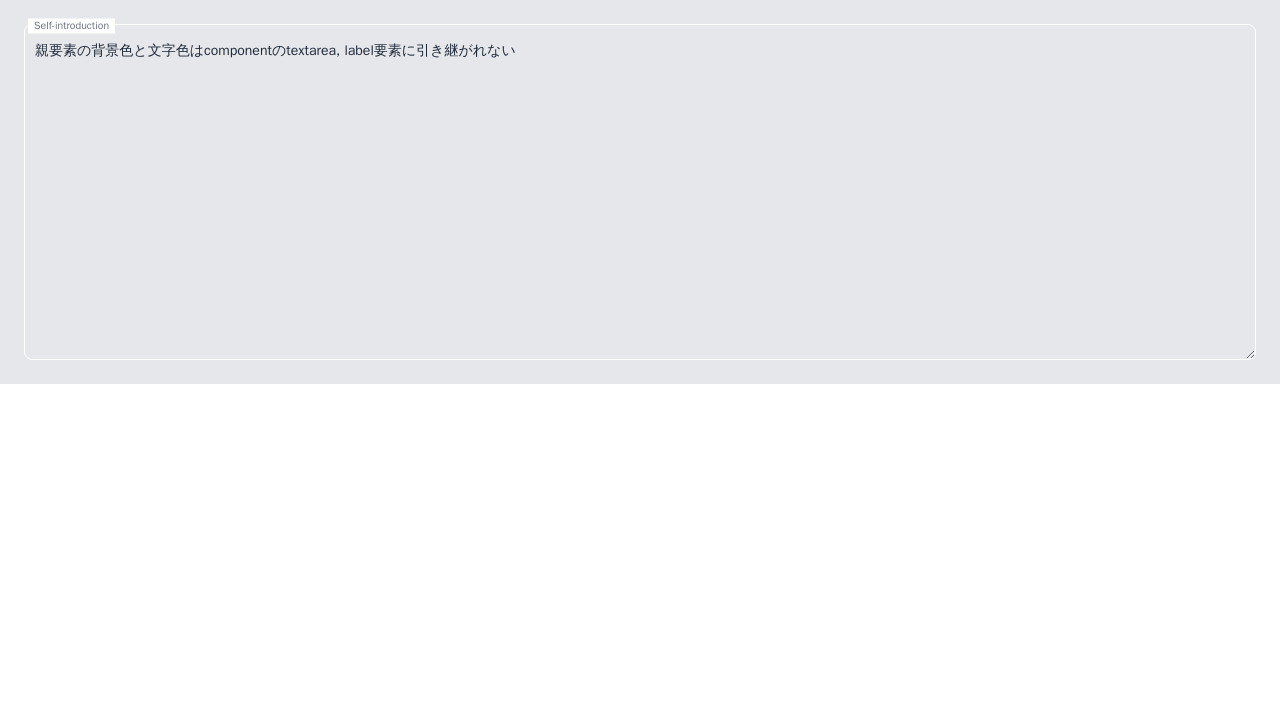 Self-introduction
親要素の背景色と文字色はcomponentのtextarea, label要素に引き継がれない